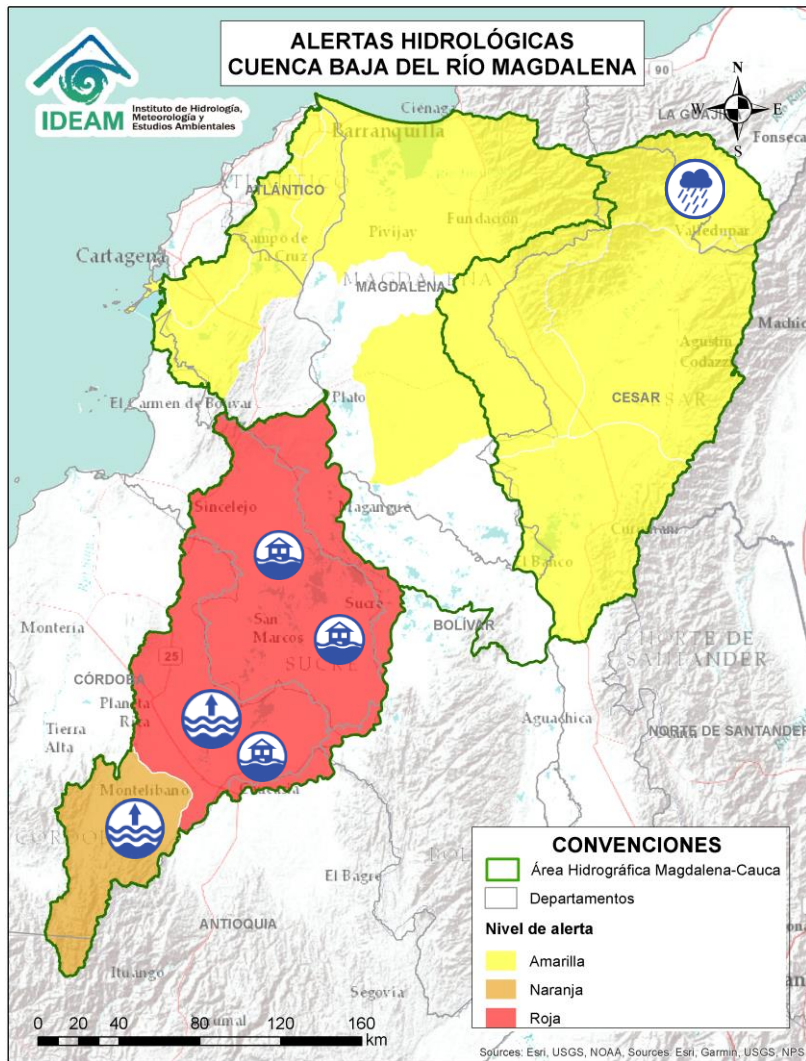 ALERTAS HIDROLÓGICAS
CUENCA BAJA DEL RÍO MAGDALENA
IDEAM
Instituto de Hidrología,
Meteorología y
Estudios Ambientales
N
W E
S
90
LA GUAJIRA
Fonseca
Ciénaga
Barranquilla
ATLÁNTICO
ATLÁNTICO
Valledupar
Fundación
Pivijay
Campo de
la Cruz
Cartagena
MAGDALENA
MAGDALENA
Agustín
Codazzi
CESAR
El Carmen de Bolívar
Plato
Sincelejo
Magangue
Curumaní
El Banco
Sucre
San
Marcos
SUCRE
BOLÍVAR
NORTE DE
SANTANDER
Montería
25
CÓRDOBA
Planeta
Rica
Tierra
Alta
Aguachica
NORTE DE SANTANDER
Caucasia
Montelíbano
El Bagre
ANTIOQUIA
Ituango
Segovia
CONVENCIONES
Área Hidrográfica Magdalena-Cauca
Departamentos
Nivel de alerta
Amarilla
Naranja
Roja
0 20 40 80 120 160
km
Sources: Esri, USGS, NOAA, Sources: Esri, Garmin, USGS, NPS